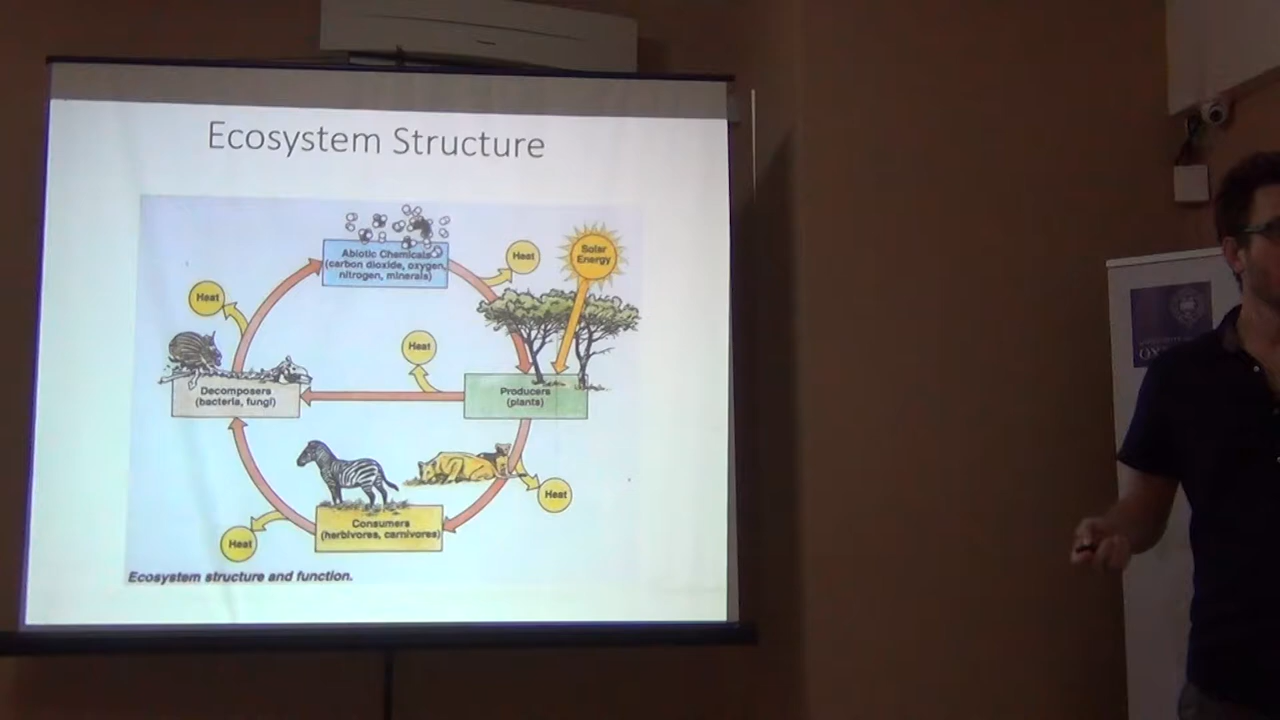 Ecosystem Structure
Abiotic Chemicals
(carbon dioxide, oxygen,
nitrogen, minerals)
Heat
Solar
Energy
Heat
Heat
Decomposers
(bacteria, fungi)
Producers
(plants)
Heat
Consumers
(herbivores, carnivores)
Heat
Ecosystem structure and function.